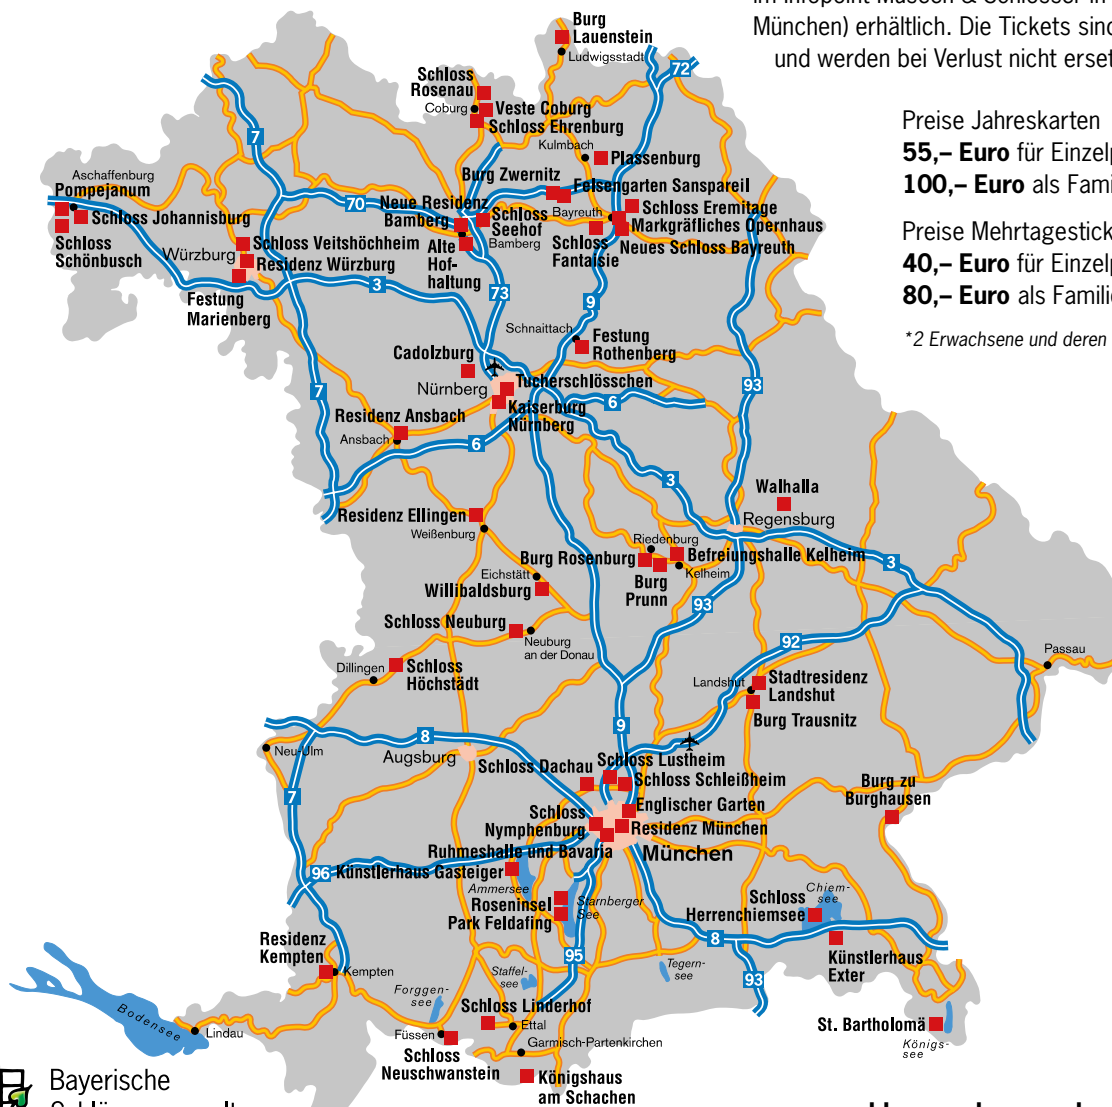 im Infopoint Museen & Schlösser in
München) erhältlich. Die Tickets sind
und werden bei Verlust nicht
Preise Jahreskarten
55,– Euro für
100,– Euro als
Preise
40,– Euro für
80,– Euro als
*2 Erwachsene und deren
Burg
Lauenstein
Ludwigsstadt
72
Schloss
Rosenau
Coburg
Veste Coburg
Schloss Ehrenburg
7
Kulmbach
Plassenburg
Aschaffenburg
Pompejanum
Schloss Johannisburg
Schloss
Schönbusch
70
Burg Zwernitz
Felsengarten Sanspareil
Neue Residenz
Bamberg
Schloss
Seehof
Bamberg
Alte
Hof-
haltung
Bayreuth
Schloss Eremitage
Markgräfliches Opernhaus
Neues Schloss Bayreuth
Schloss
Fantaisie
Würzburg
Schloss Veitshöchheim
Residenz Würzburg
Festung
Marienberg
3
73
9
Schnaittach
Festung
Rothenberg
Cadolzburg
Nürnberg
Tucherschlösschen
Kaiserburg
Nürnberg
7
6
93
Residenz Ansbach
Ansbach
6
3
Walhalla
Regensburg
Residenz Ellingen
Weißenburg
Riedenburg
Burg Rosenburg
Burg
Prunn
Befreiungshalle Kelheim
Kelheim
3
Eichstätt
Willibaldsburg
93
Schloss Neuburg
Neuburg
an der Donau
92
Passau
Dillingen
Schloss
Höchstädt
Landshut
Stadtresidenz
Landshut
Burg Trausnitz
9
8
Neu-Ulm
Augsburg
Schloss Dachau
Schloss Lustheim
Schloss Schleißheim
Burg zu
Burghausen
7
Englischer Garten
Schloss
Nymphenburg
Residenz München
Ruhmeshalle und Bavaria
München
96
Künstlerhaus Gasteiger
Ammersee
Roseninsel
Park Feldafing
Starnberger
See
Schloss
Herrenchiemsee
Chiem-
see
8
Künstlerhaus
Exter
Residenz
Kempten
Kempten
95
93
Staffel-
see
Tegern-
see
Forggen-
see
Schloss Linderhof
Ettal
Bodensee
Lindau
Füssen
Schloss
Neuschwanstein
Garmisch-Partenkirchen
Königshaus
am Schachen
St. Bartholomä
Königs-
see
Bayerische